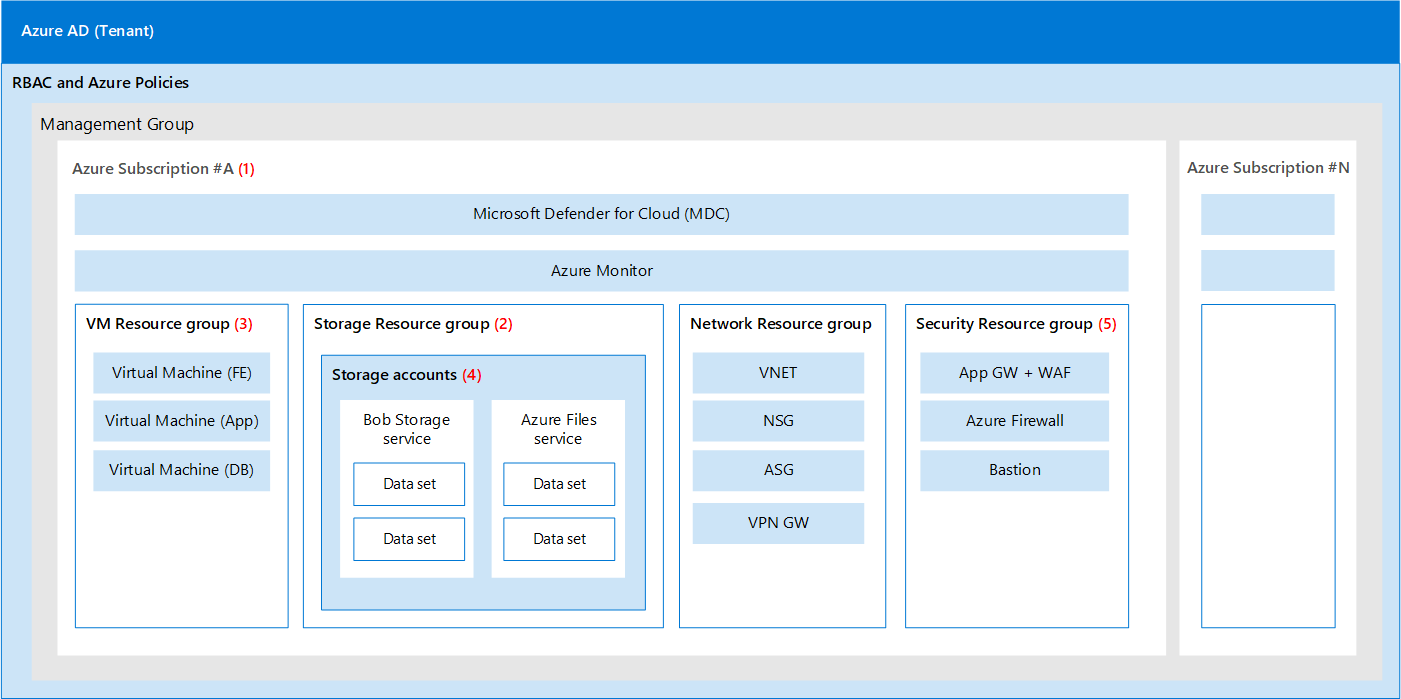 Azure AD (Tenant)
RBAC and Azure Policies
Management Group
Azure Subscription #A (1)
Microsoft Defender for Cloud (MDC)
Azure Monitor
VM Resource group (3)
Virtual Machine (FE)
Virtual Machine (App)
Virtual Machine (DB)
Storage Resource group (2)
Storage accounts (4)
Bob Storage
service
Data set
Data set
Azure Files
service
Data set
Data set
Network Resource group
VNET
NSG
ASG
VPN GW
Security Resource group (5)
App GW + WAF
Azure Firewall
Bastion
Azure Subscription #N